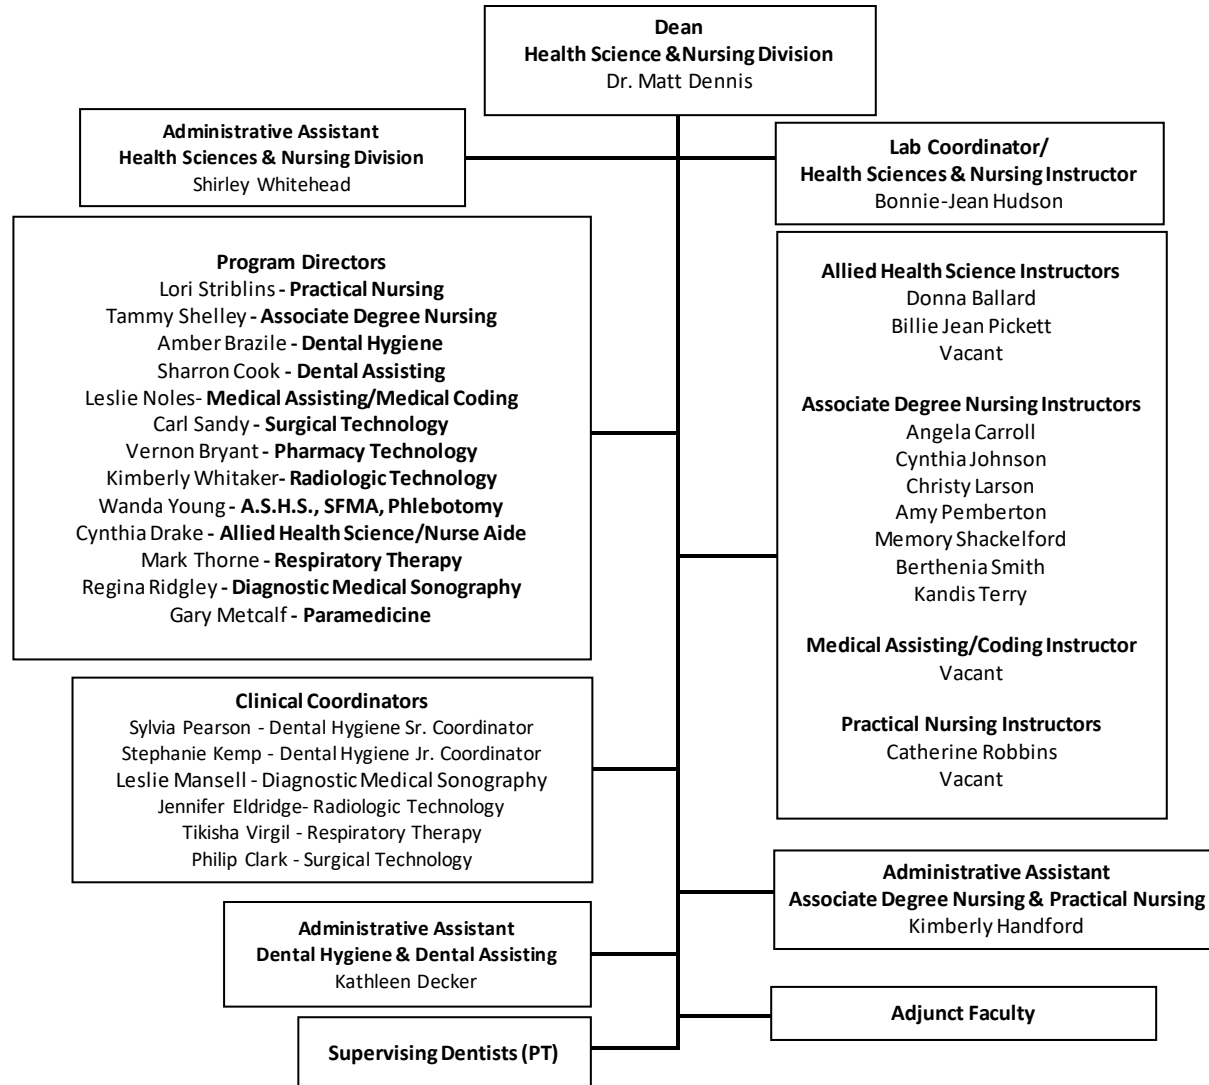 Dean
Health Science &Nursing Division
Dr. Matt Dennis
Administrative Assistant
Health Sciences & Nursing Division
Shirley Whitehead
Lab Coordinator/
Health Sciences & Nursing Instructor
Bonnie-Jean Hudson
Program Directors
Lori Striblins - Practical Nursing
Tammy Shelley - Associate Degree Nursing
Amber Brazile - Dental Hygiene
Sharron Cook - Dental Assisting
Leslie Noles- Medical Assisting/Medical Coding
Carl Sandy - Surgical Technology
Vernon Bryant - Pharmacy Technology
Kimberly Whitaker- Radiologic Technology
Wanda Young - A.S.H.S., SFMA, Phlebotomy
Cynthia Drake - Allied Health Science/Nurse Aide
Mark Thorne - Respiratory Therapy
Regina Ridgley - Diagnostic Medical Sonography
Gary Metcalf - Paramedicine
Allied Health Science Instructors
Donna Ballard
Billie Jean Pickett
Vacant
Associate Degree Nursing Instructors
Angela Carroll
Cynthia Johnson
Christy Larson
Amy Pemberton
Memory Shackelford
Berthenia Smith
Kandis Terry
Medical Assisting/Coding Instructor
Vacant
Practical Nursing Instructors
Catherine Robbins
Vacant
Clinical Coordinators
Sylvia Pearson - Dental Hygiene Sr. Coordinator
Stephanie Kemp - Dental Hygiene Jr. Coordinator
Leslie Mansell - Diagnostic Medical Sonography
Jennifer Eldridge- Radiologic Technology
Tikisha Virgil - Respiratory Therapy
Philip Clark - Surgical Technology
Administrative Assistant
Associate Degree Nursing & Practical Nursing
Kimberly Handford
Administrative Assistant
Dental Hygiene & Dental Assisting
Kathleen Decker
Adjunct Faculty
Supervising Dentists (PT)